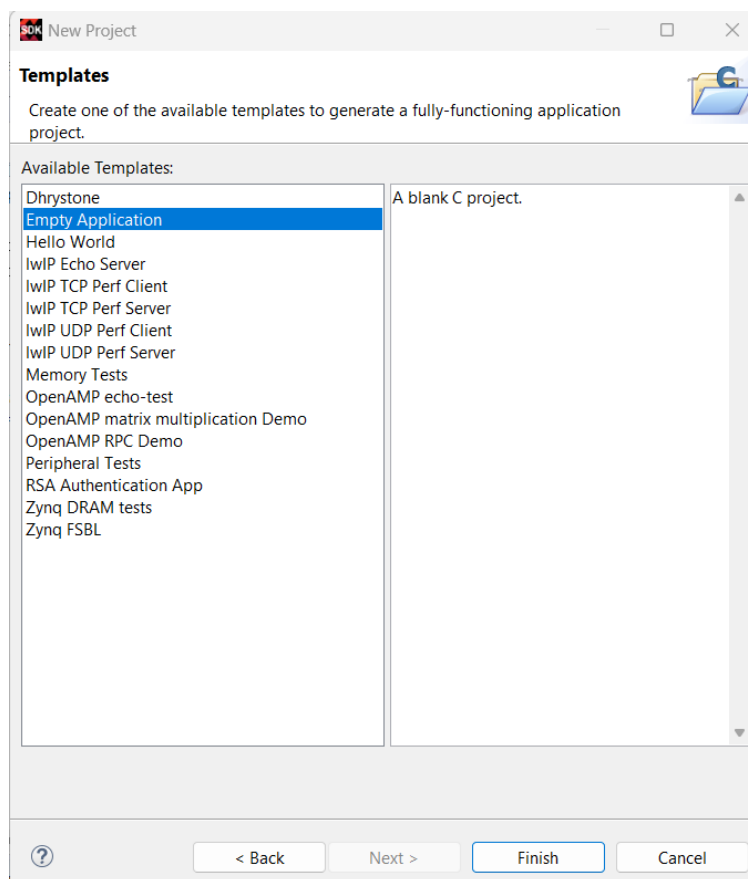 SDK New Project
Templates
Create one of the available templates to generate a fully-functioning application
project.
Available Templates:
Dhrystone
Empty Application
Hello World
lwIP Echo Server
lwIP TCP Perf Client
lwIP TCP Perf Server
lwIP UDP Perf Client
lwIP UDP Perf Server
Memory Tests
OpenAMP echo-test
OpenAMP matrix multiplication Demo
OpenAMP RPC Demo
Peripheral Tests
RSA Authentication App
Zynq DRAM tests
Zynq FSBL
A blank C project.
C
? < Back Next > Finish Cancel